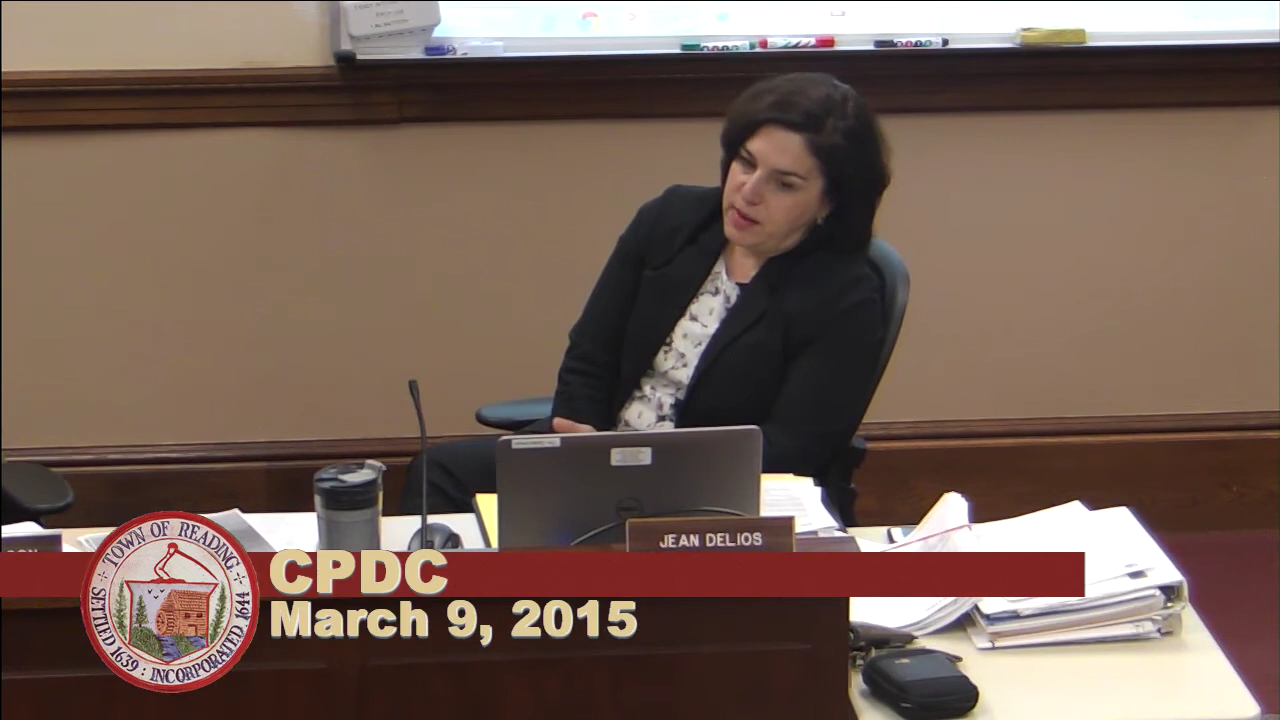 JEAN DELIOS
TOWN OF READING
SETTLED 1639 : INCORPORATED 1644
CPDC
March 9, 2015